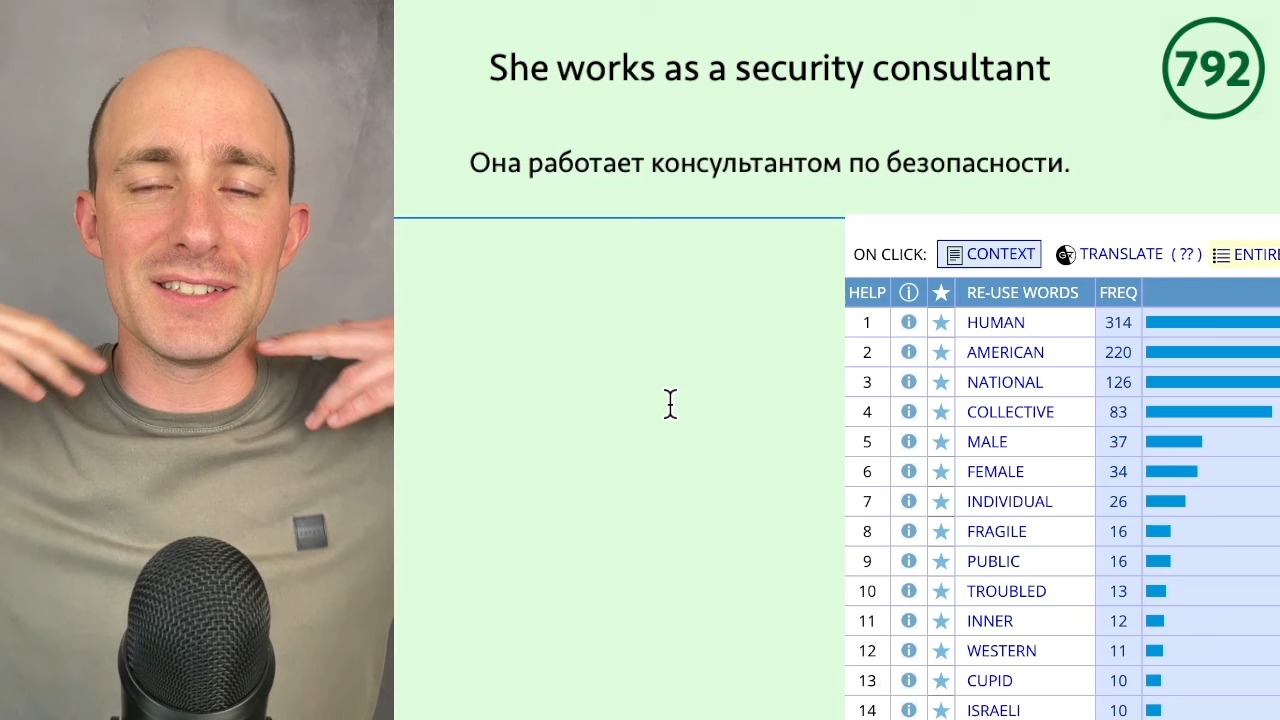 She works as a security consultant
792
Она работает консультантом по безопасности.
ON CLICK: CONTEXT TRANSLATE ( ?? ) ENTIRE
HELP RE-USE WORDS FREQ
1 HUMAN 314
2 AMERICAN 220
3 NATIONAL 126
4 COLLECTIVE 83
5 MALE 37
6 FEMALE 34
7 INDIVIDUAL 26
8 FRAGILE 16
9 PUBLIC 16
10 TROUBLED 13
11 INNER 12
12 WESTERN 11
13 CUPID 10
14 ISRAELI 10